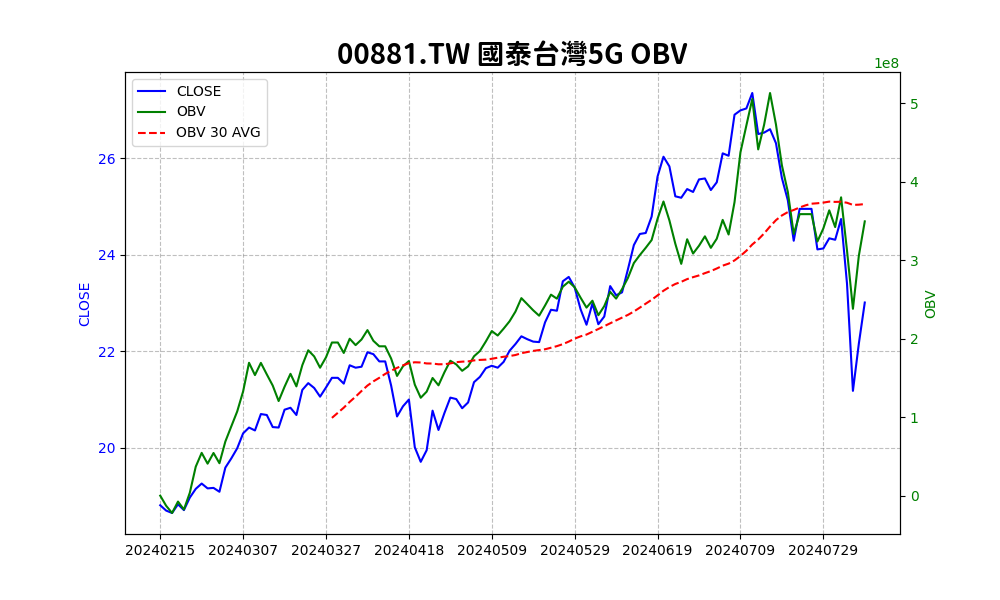 00881.TW 國泰台灣5G OBV
1e8
CLOSE
OBV
OBV 30 AVG
26
24
22
20
CLOSE
5
4
3
2
1
0
OBV
20240215 20240307 20240327 20240418 20240509 20240529 20240619 20240709 20240729